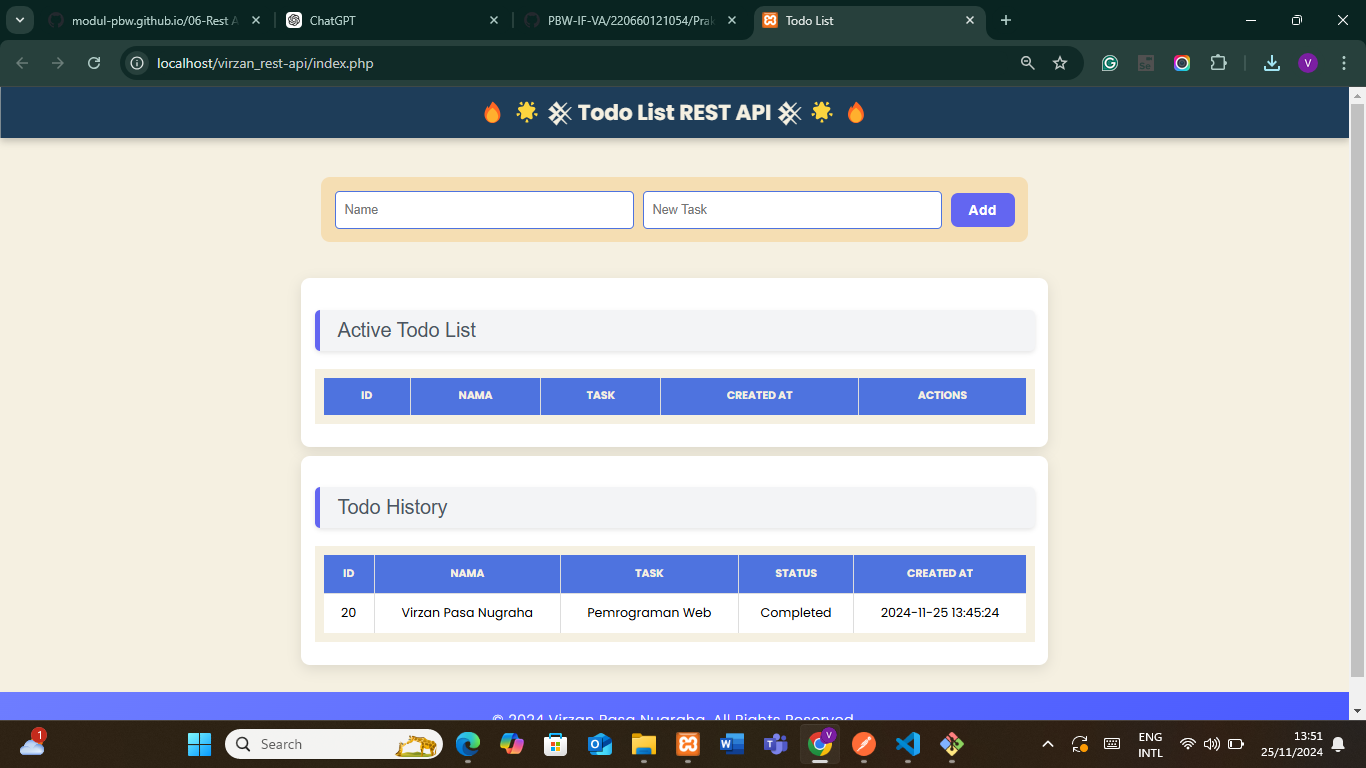 modul-pbw.github.io/06-Rest A
ChatGPT
PBW-IF-VA/220660121054/Prak
Todo List
localhost/virzan_rest-api/index.php
V
🔥 🌟 Todo List REST API 🌟 🔥
Name
New Task
Add
Active Todo List
ID NAMA TASK CREATED AT ACTIONS
Todo History
ID NAMA TASK STATUS CREATED AT
20 Virzan Pasa Nugraha Pemrograman Web Completed 2024-11-25 13:45:24
© 2024 Virzan Pasa Nugraha. All Rights Reserved
1
Search
V
ENG
INTL
13:51
25/11/2024